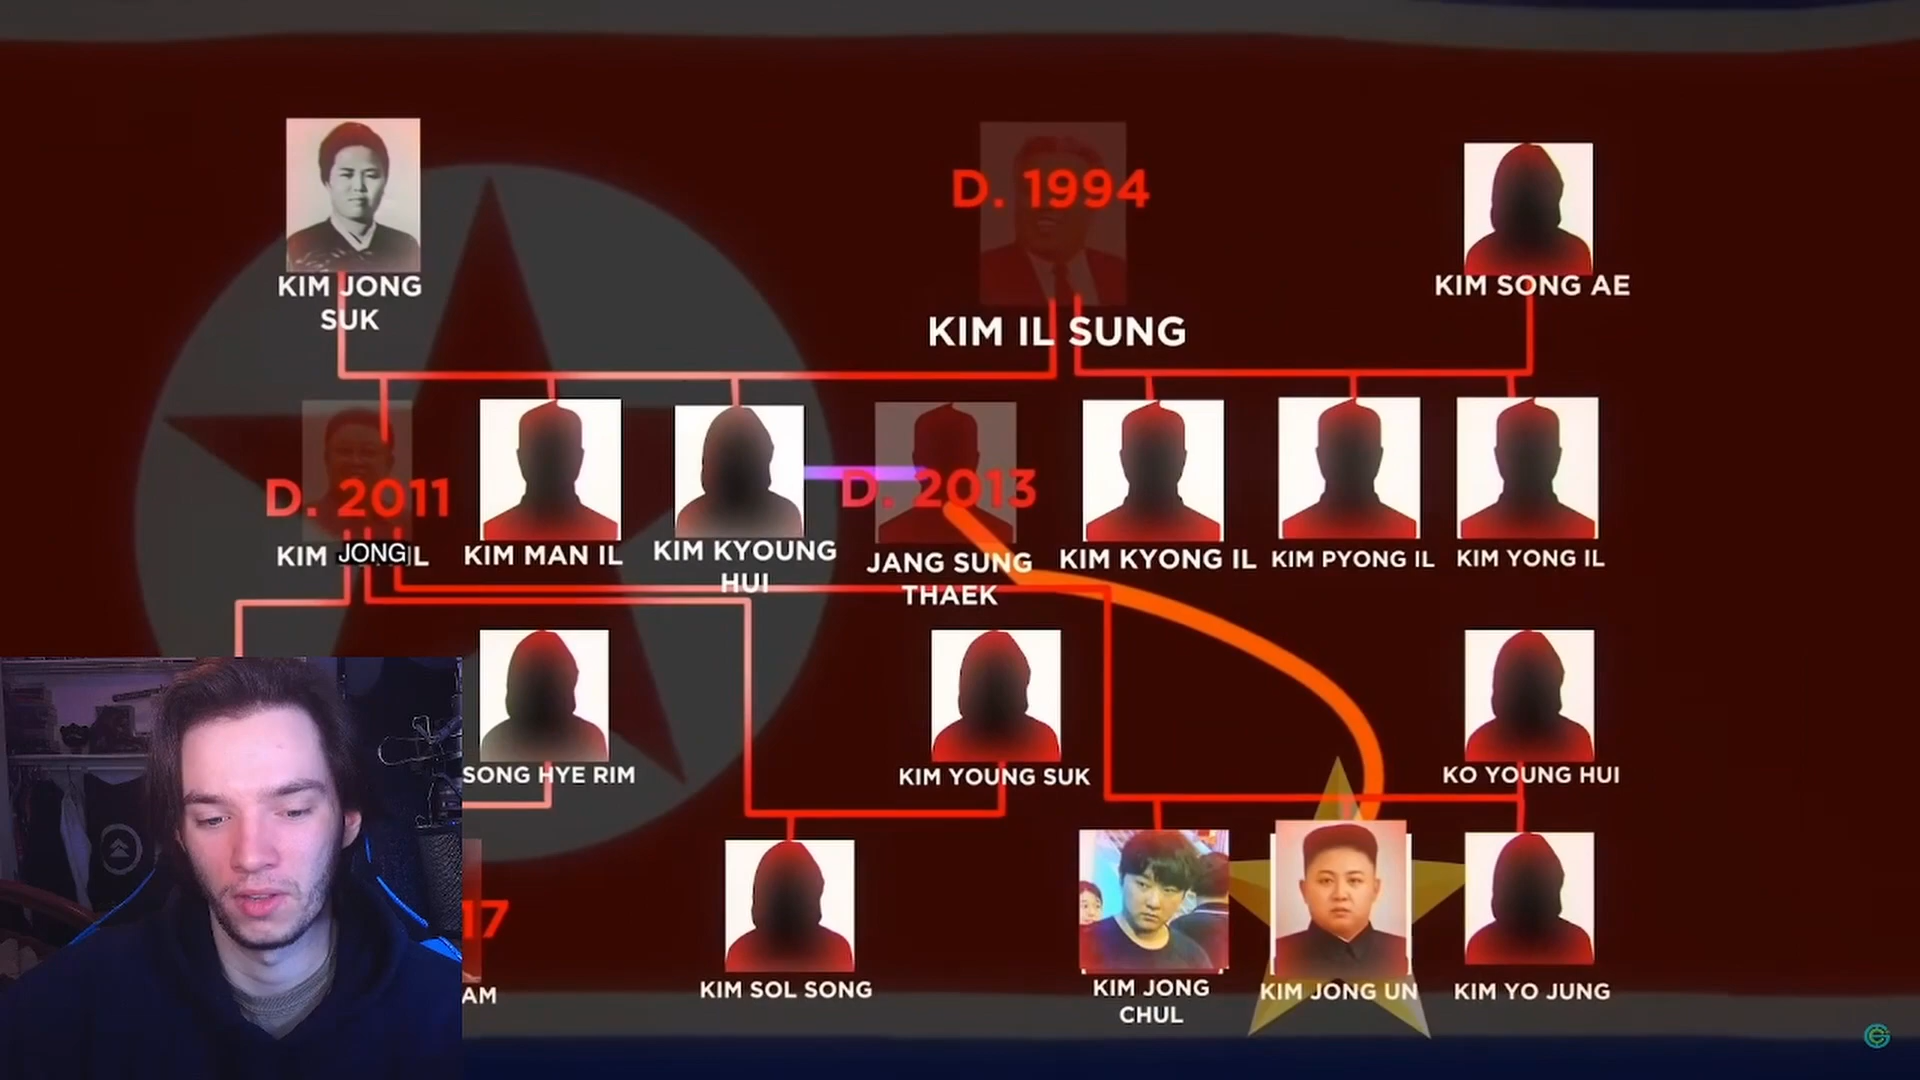 D. 1994
KIM JONG
SUK
KIM SONG AE
KIM IL SUNG
D. 2011
D. 2013
KIM JONG IL
KIM MAN IL
KIM KYOUNG
HUI
JANG SUNG
THAEK
KIM KYONG IL
KIM PYONG IL
KIM YONG IL
SONG HYE RIM
KIM YOUNG SUK
KO YOUNG HUI
17
AM
KIM SOL SONG
KIM JONG
CHUL
KIM JONG UN
KIM YO JUNG